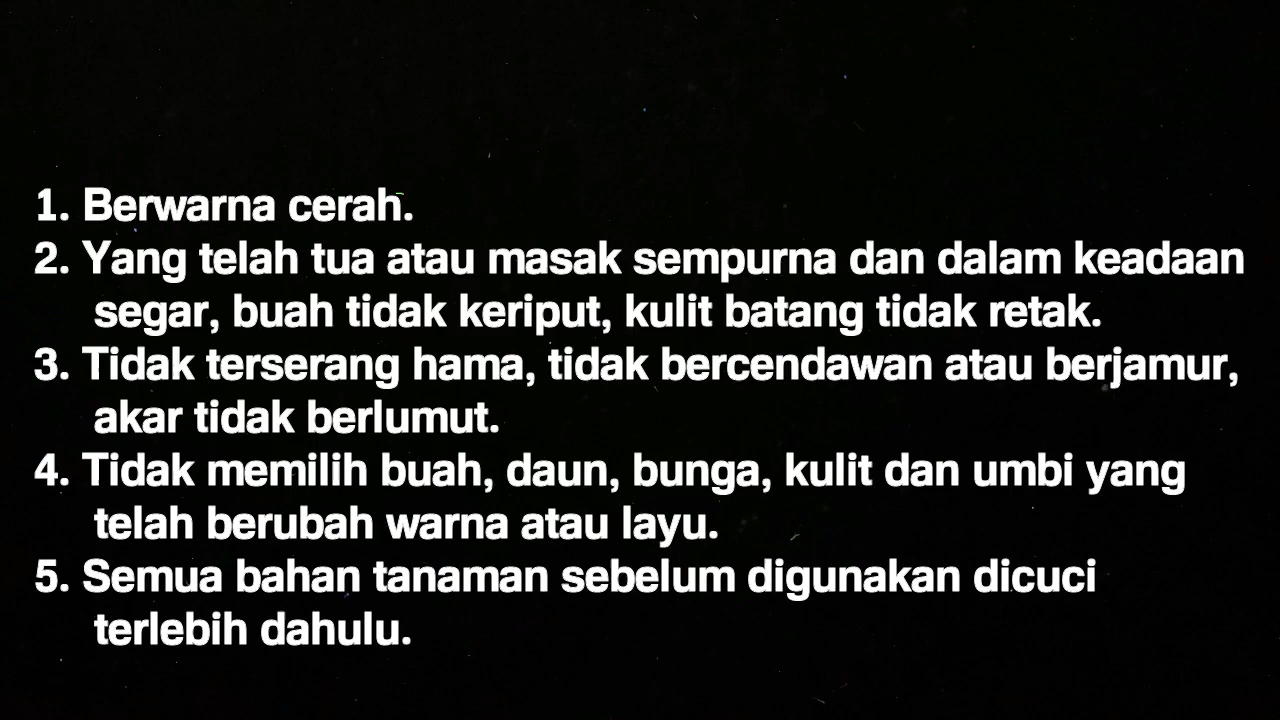 1. Berwarna cerah.
2. Yang telah tua atau masak sempurna dan dalam keadaan
segar, buah tidak keriput, kulit batang tidak retak.
3. Tidak terserang hama, tidak bercendawan atau berjamur,
akar tidak berlumut.
4. Tidak memilih buah, daun, bunga, kulit dan umbi yang
telah berubah warna atau layu.
5. Semua bahan tanaman sebelum digunakan dicuci
terlebih dahulu.